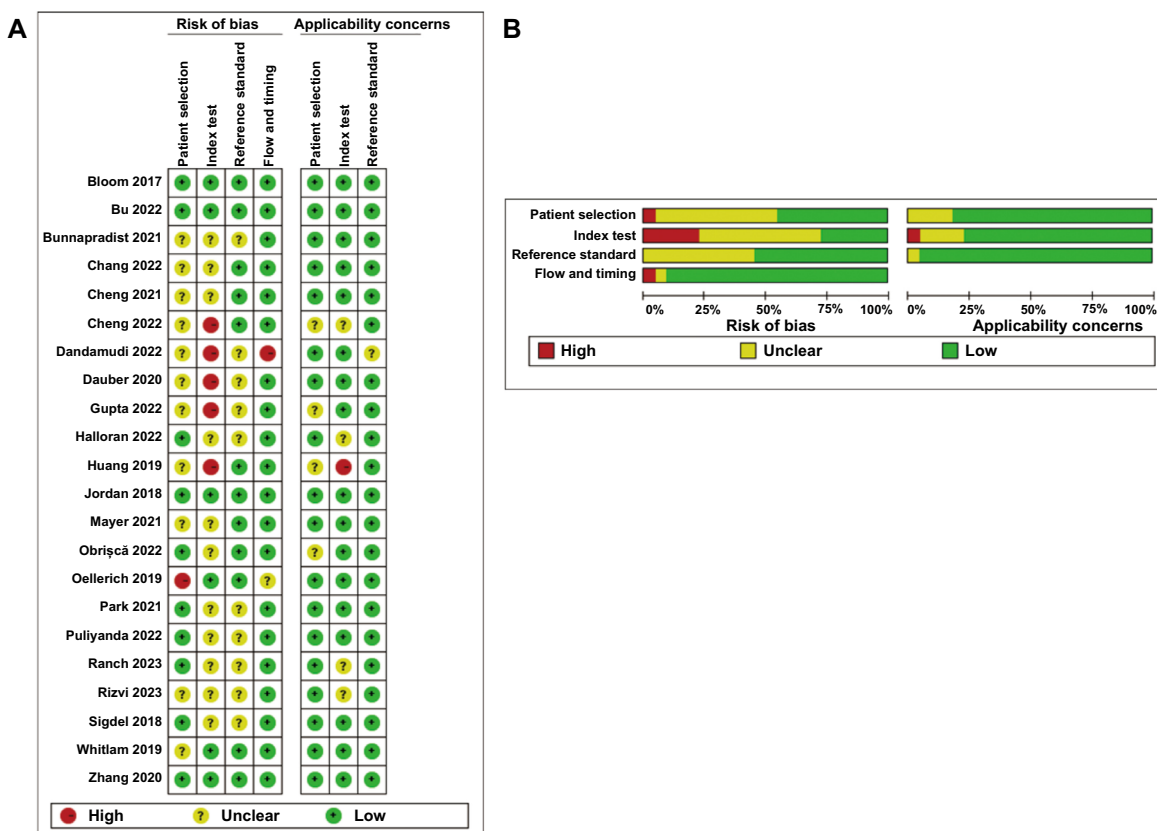 A
Risk of bias
Applicability concerns
Patient selection
Index test
Reference standard
Flow and timing
Patient selection
Index test
Reference standard
Bloom 2017 + + + + + + +
Bu 2022 + + + + + + +
Bunnapradist 2021 ? ? ? + + + +
Chang 2022 ? ? + + + + +
Cheng 2021 ? ? + + + + +
Cheng 2022 ? - + + ? ? +
Dandamudi 2022 ? - ? - + + ?
Dauber 2020 ? - ? + + + +
Gupta 2022 ? - ? + ? + +
Halloran 2022 + ? ? + + ? +
Huang 2019 ? - + + ? - +
Jordan 2018 + + + + + + +
Mayer 2021 ? ? + + + + +
Obrișcă 2022 + ? + + ? + +
Oellerich 2019 - + + ? + + +
Park 2021 + ? ? + + + +
Puliyanda 2022 + ? ? + + + +
Ranch 2023 + ? ? + + ? +
Rizvi 2023 ? ? ? + + ? +
Sigdel 2018 + ? ? + + + +
Whitlam 2019 ? + + + + + +
Zhang 2020 + + + + + + +
- High ? Unclear + Low
B
Patient selection
Index test
Reference standard
Flow and timing
0% 25% 50% 75% 100%
Risk of bias
0% 25% 50% 75% 100%
Applicability concerns
High Unclear Low